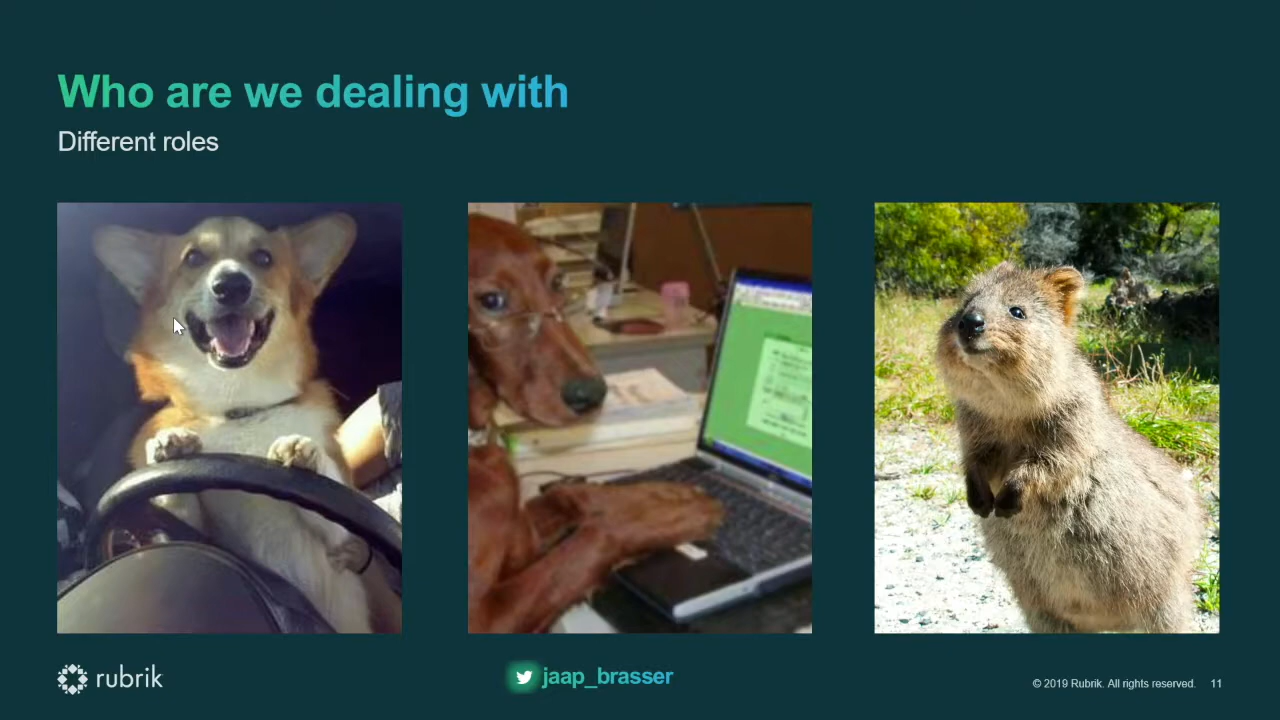 Who are we dealing with
Different roles
rubrik
jaap_brasser
© 2019 Rubrik. All rights reserved. 11